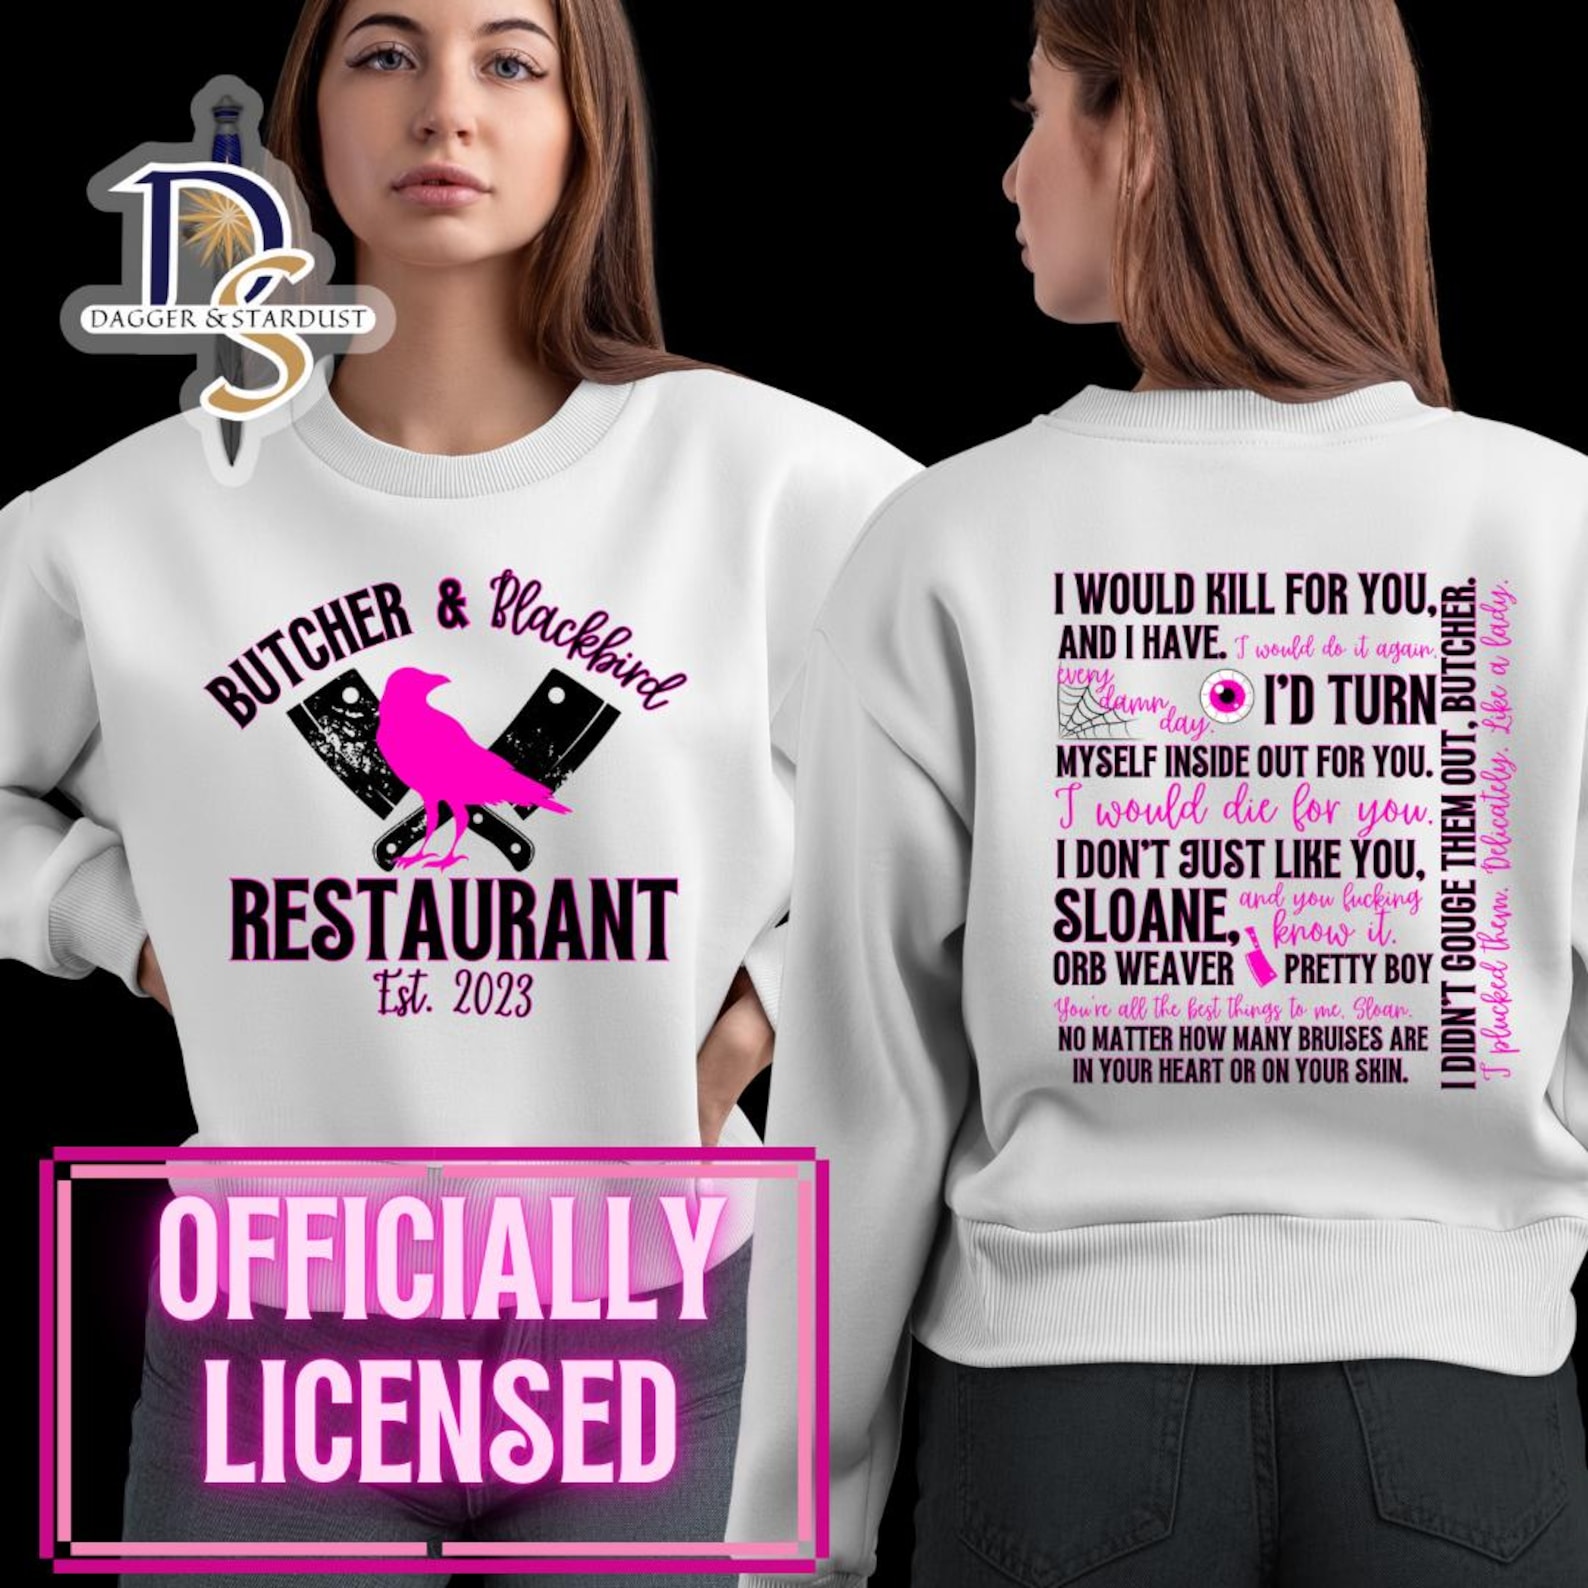 DS
DAGGER & STARDUST
BUTCHER & Blackbird
RESTAURANT
Est. 2023
I WOULD KILL FOR YOU,
AND I HAVE. I would do it again.
every
damn
day.
I'D TURN
MYSELF INSIDE OUT FOR YOU.
I would die for you.
I DON'T JUST LIKE YOU,
SLOANE, and you fucking
know it.
ORB WEAVER PRETTY BOY
You're all the best things to me, Sloan.
NO MATTER HOW MANY BRUISES ARE
IN YOUR HEART OR ON YOUR SKIN.
I DIDN'T GOUGE THEM OUT, BUTCHER.
I plucked them. Delicately. Like a lady.
OFFICIALLY
LICENSED